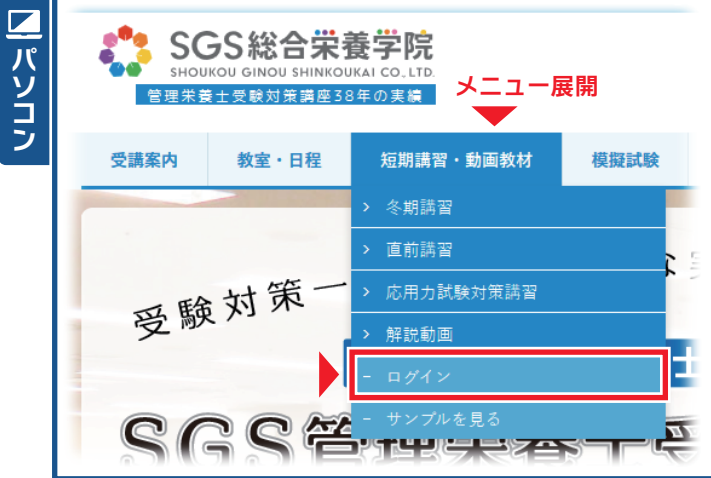 パソコン
SGS総合栄養学院
SHOUKOU GINOU SHINKOUKAI CO.,LTD.
管理栄養士受験対策講座38年の実績
メニュー展開
受講案内
教室・日程
短期講習・動画教材
模擬試験
› 冬期講習
› 直前講習
› 応用力試験対策講習
› 解説動画
– ログイン
– サンプルを見る
受験対策一
な
士
SGS管理栄養士受